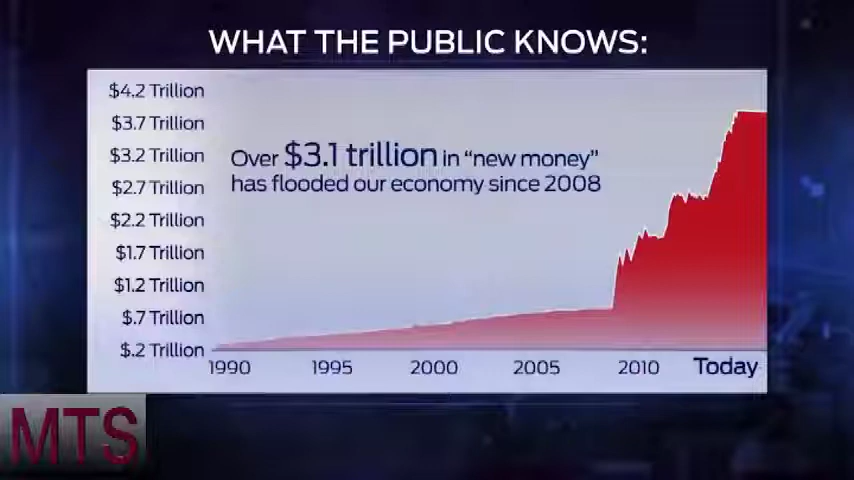 WHAT THE PUBLIC KNOWS:
$4.2 Trillion
$3.7 Trillion
$3.2 Trillion
$2.7 Trillion
$2.2 Trillion
$1.7 Trillion
$1.2 Trillion
$.7 Trillion
$.2 Trillion
Over $3.1 trillion in “new money”
has flooded our economy since 2008
1990 1995 2000 2005 2010 Today
MTS